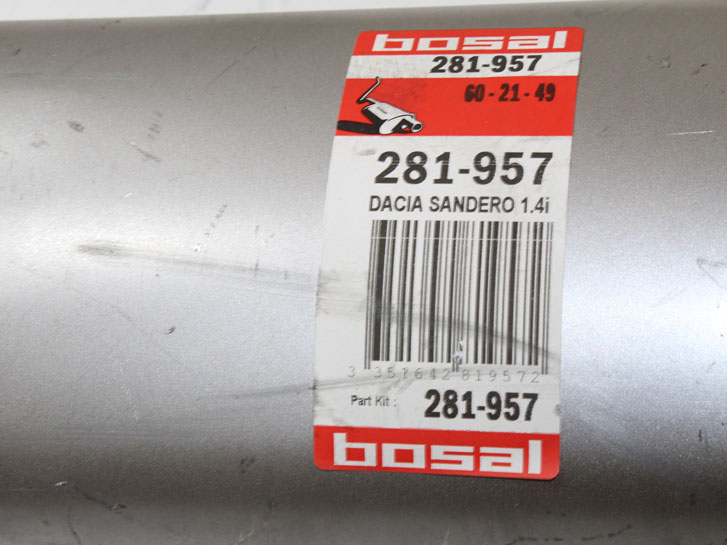 bosal
281-957
60-21-49
281-957
DACIA SANDERO 1.4i
3 351642 819572
Part Kit : 281-957
bosal